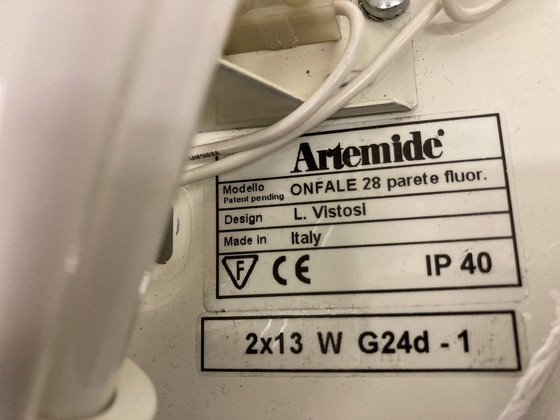 Artemide
Modello ONFALE 28 parete fluor.
Patent pending
Design L. Vistosi
Made in Italy
F CE IP 40
2x13 W G24d - 1